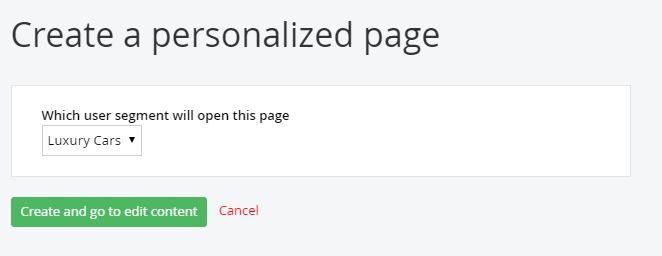 Create a personalized page
Which user segment will open this page
Luxury Cars
Create and go to edit content
Cancel